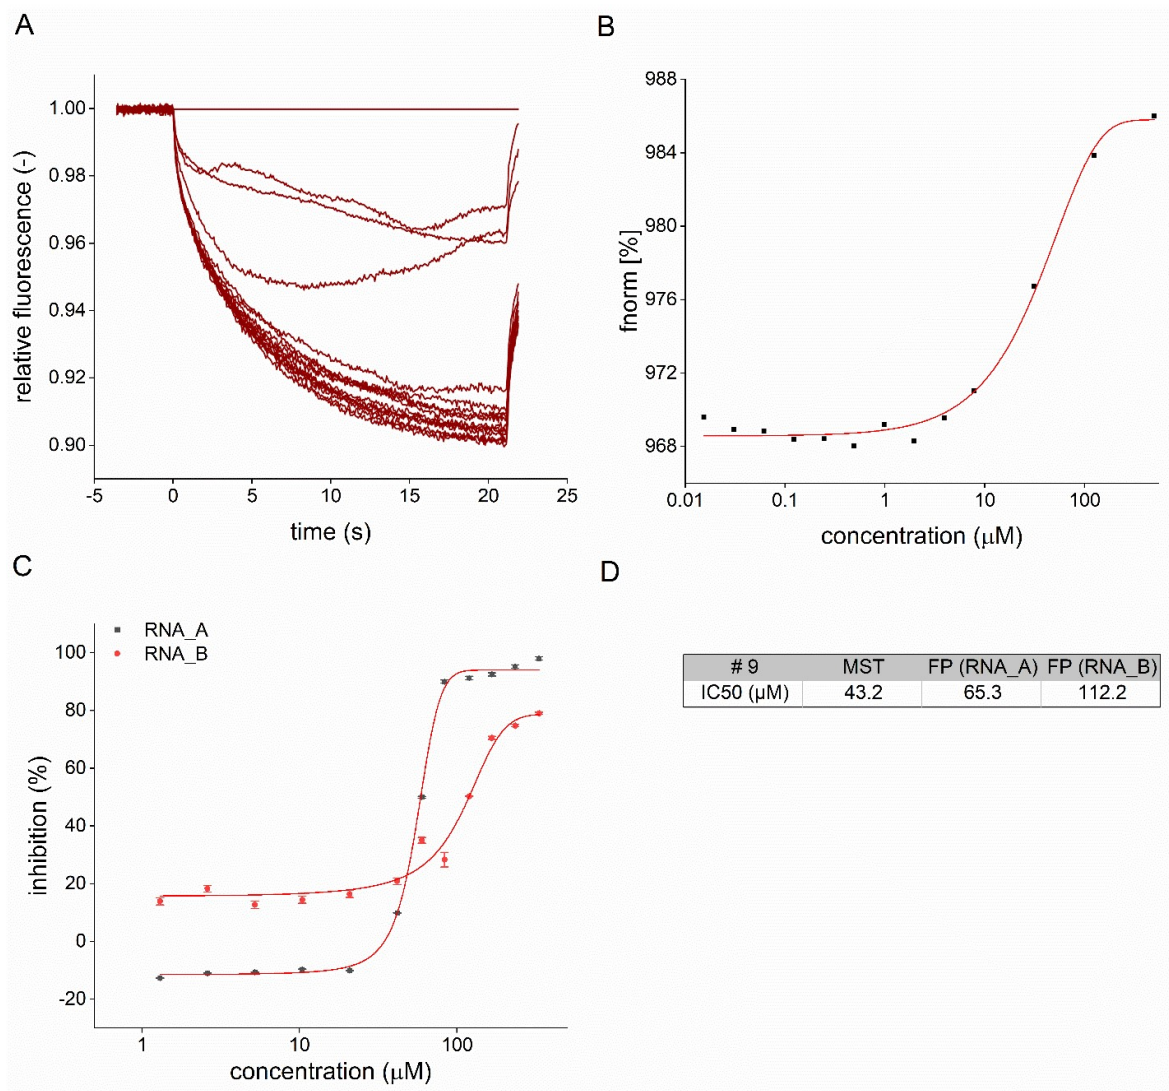 A
1.00
0.98
0.96
0.94
0.92
0.90
relative fluorescence (-)
-5 0 5 10 15 20 25
time (s)
B
988
984
980
976
972
968
fnorm [%]
0.01 0.1 1 10 100
concentration (μM)
C
RNA_A
RNA_B
100
80
60
40
20
0
-20
inhibition (%)
1 10 100
concentration (μM)
D
# 9 MST FP (RNA_A) FP (RNA_B)
IC50 (μM) 43.2 65.3 112.2